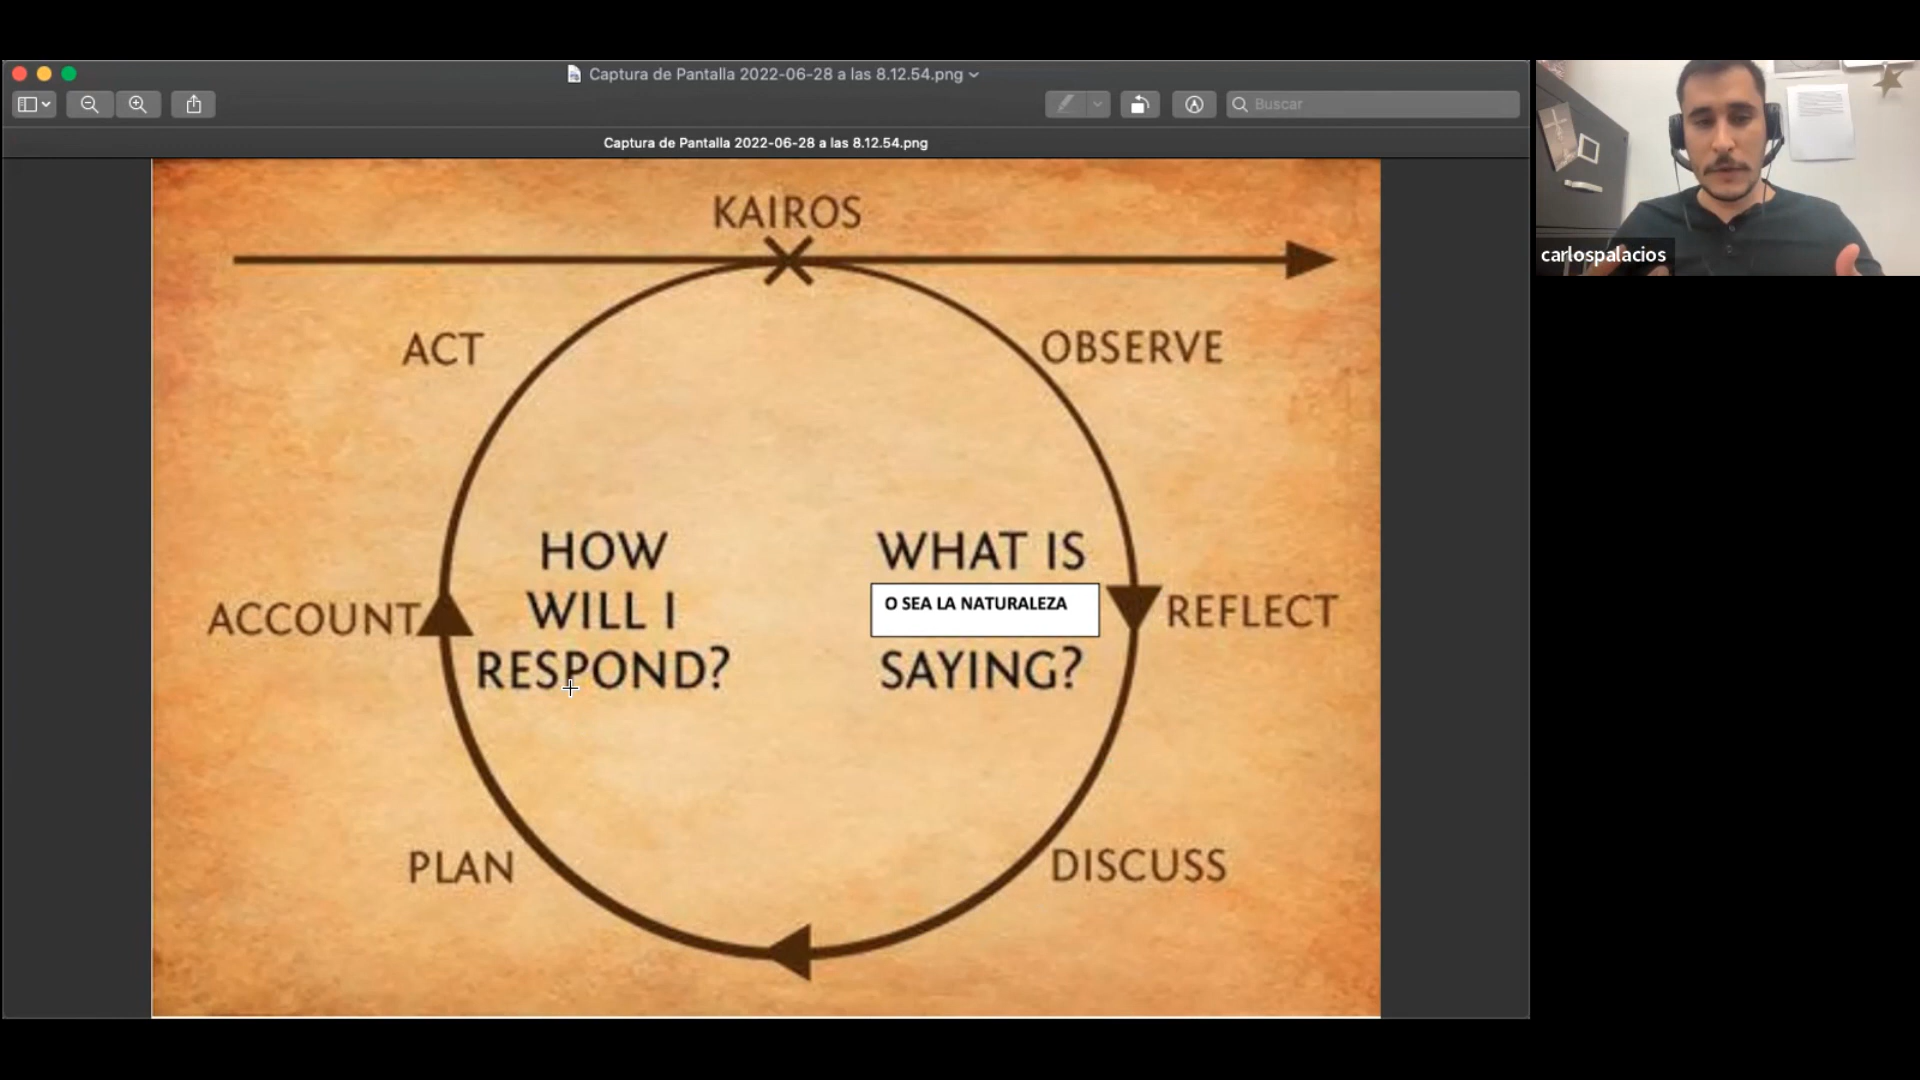 Captura de Pantalla 2022-06-28 a las 8.12.54.png
Buscar
Captura de Pantalla 2022-06-28 a las 8.12.54.png
carlospalacios
KAIROS
ACT
OBSERVE
HOW
WILL I
RESPOND?
WHAT IS
O SEA LA NATURALEZA
SAYING?
ACCOUNT
REFLECT
PLAN
DISCUSS